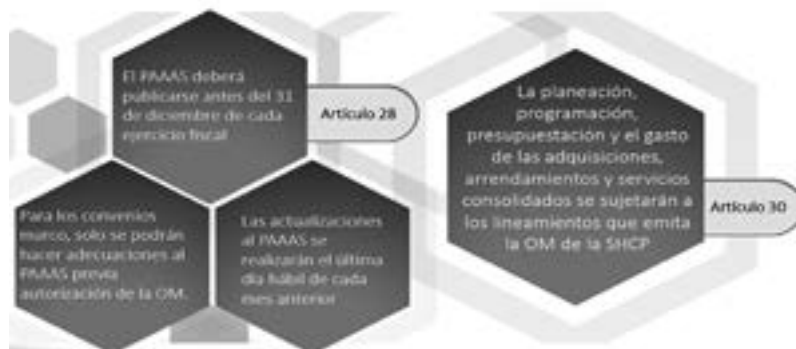 El PAAAS deberá
publicarse antes del 31
de diciembre de cada
ejercicio fiscal
Artículo 28
Para los convenios
marco, solo se podrán
hacer adecuaciones al
PAAAS previa
autorización de la OM.
Las actualizaciones
al PAAAS se
realizarán el última
día hábil de cada
mes anterior
La planeación,
programación,
presupuestación y el gasto
de las adquisiciones,
arrendamientos y servicios
consolidados se sujetarán a
los lineamientos que emita
la OM de la SHCP
Artículo 30